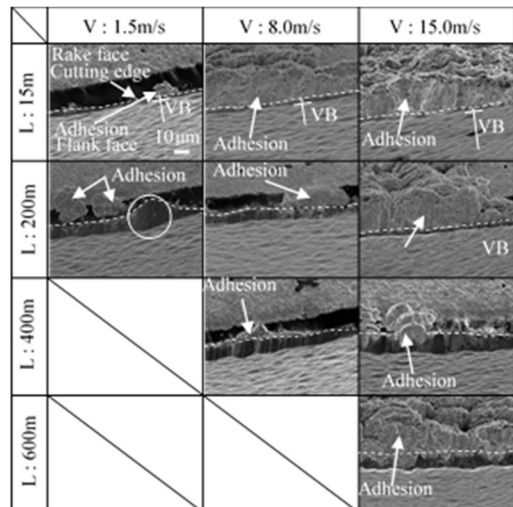 V : 1.5m/s V : 8.0m/s V : 15.0m/s
L : 15m
Rake face
Cutting edge
VB
Adhesion
Flank face
10μm
Adhesion
VB
Adhesion
VB
L : 200m
Adhesion
Adhesion
VB
L : 400m
Adhesion
Adhesion
L : 600m
Adhesion